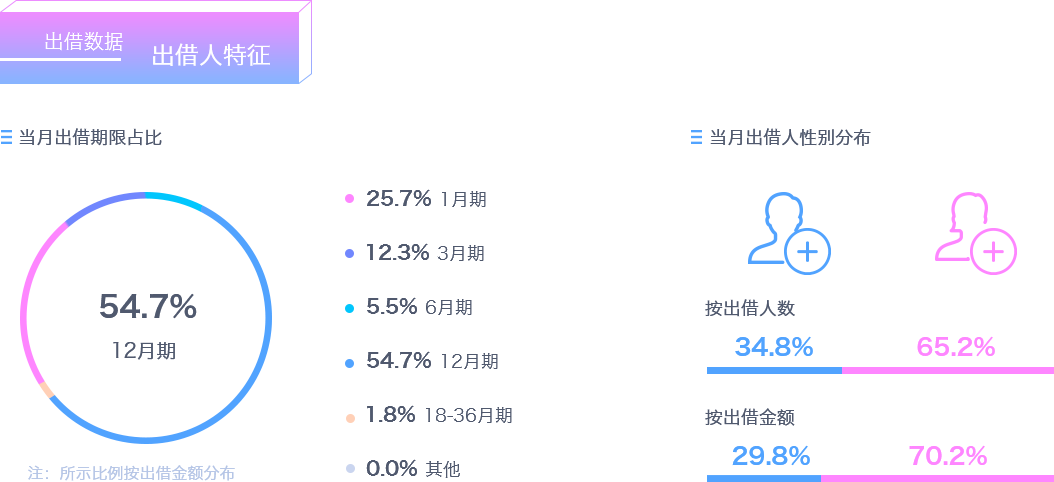 出借数据
出借人特征
当月出借期限占比
54.7%
12月期
25.7% 1月期
12.3% 3月期
5.5% 6月期
54.7% 12月期
1.8% 18-36月期
0.0% 其他
注：所示比例按出借金额分布
当月出借人性别分布
按出借人数
34.8% 65.2%
按出借金额
29.8% 70.2%